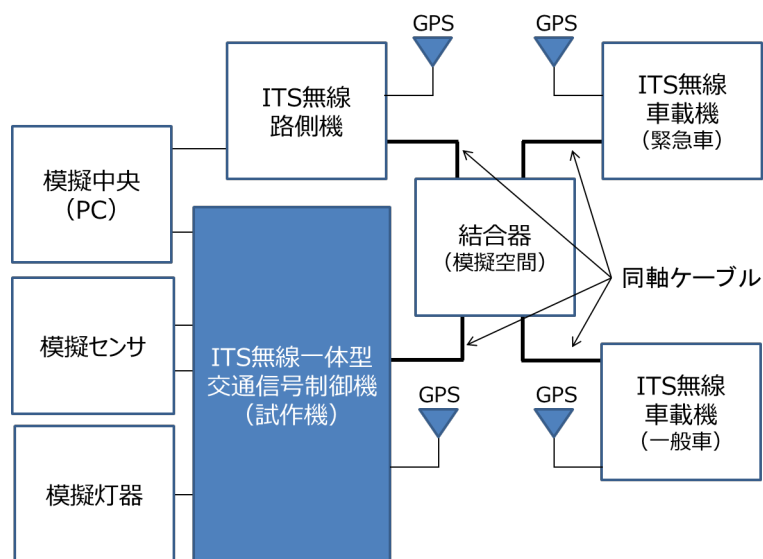 GPS
GPS
ITS無線
路側機
ITS無線
車載機
(緊急車)
模擬中央
(PC)
結合器
(模擬空間)
同軸ケーブル
模擬センサ
ITS無線一体型
交通信号制御機
(試作機)
GPS
GPS
ITS無線
車載機
(一般車)
模擬灯器